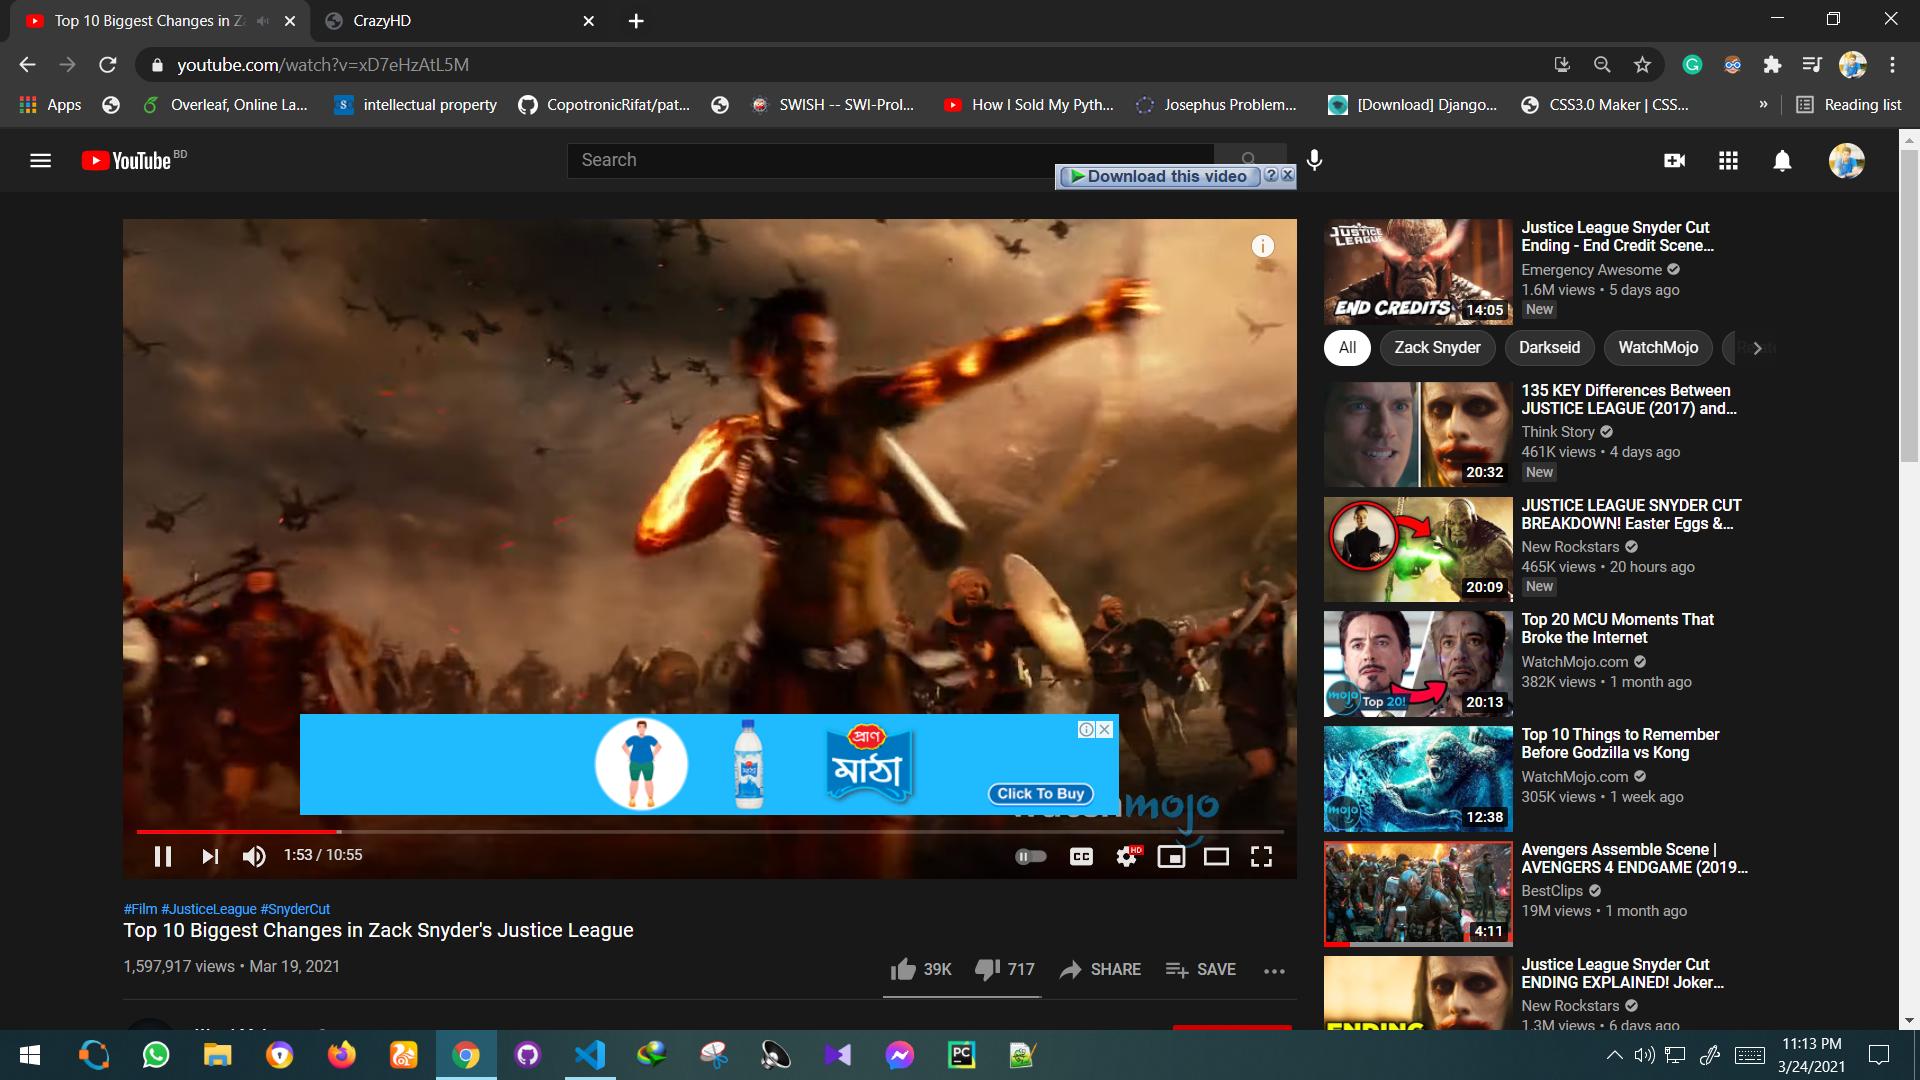 Top 10 Biggest Changes in Z
CrazyHD
youtube.com/watch?v=xD7eHzAtL5M
Apps
Overleaf, Online La...
S
intellectual property
CopotronicRifat/pat...
SWISH -- SWI-Prol...
How I Sold My Pyth...
Josephus Problem...
[Download] Django...
CSS3.0 Maker | CSS...
»
Reading list
YouTube BD
Search
Download this video
JUSTICE LEAGUE
END CREDITS
14:05
Justice League Snyder Cut
Ending - End Credit Scene...
Emergency Awesome
1.6M views • 5 days ago
New
All
Zack Snyder
Darkseid
WatchMojo
20:32
135 KEY Differences Between
JUSTICE LEAGUE (2017) and...
Think Story
461K views • 4 days ago
New
20:09
JUSTICE LEAGUE SNYDER CUT
BREAKDOWN! Easter Eggs &...
New Rockstars
465K views • 20 hours ago
New
mojo
Top 20!
20:13
Top 20 MCU Moments That
Broke the Internet
WatchMojo.com
382K views • 1 month ago
mojo
12:38
Top 10 Things to Remember
Before Godzilla vs Kong
WatchMojo.com
305K views • 1 week ago
4:11
Avengers Assemble Scene |
AVENGERS 4 ENDGAME (2019...
BestClips
19M views • 1 month ago
ENDING
Justice League Snyder Cut
ENDING EXPLAINED! Joker...
New Rockstars
1.3M views • 6 days ago
প্রাণ
মাঠা
Click To Buy
mojo
1:53 / 10:55
CC
HD
#Film #JusticeLeague #SnyderCut
Top 10 Biggest Changes in Zack Snyder's Justice League
1,597,917 views • Mar 19, 2021
39K
717
SHARE
SAVE
PC
11:13 PM
3/24/2021